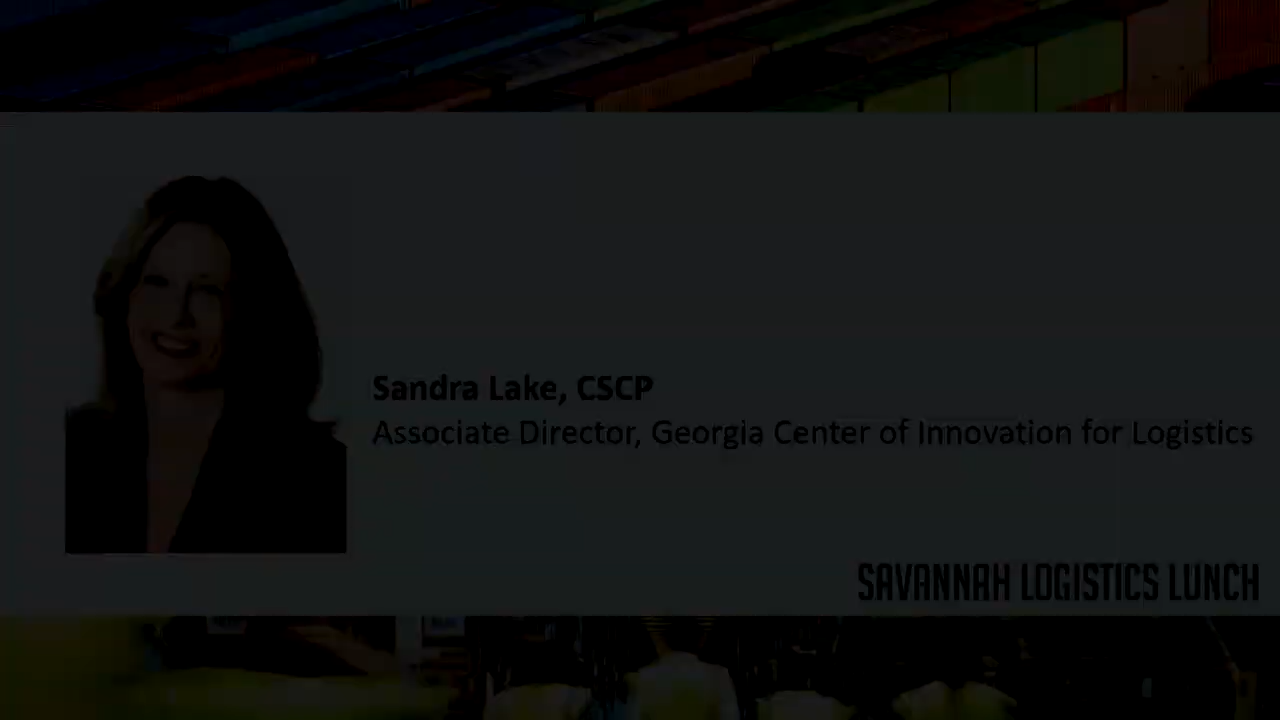 Sandra Lake, CSCP
Associate Director, Georgia Center of Innovation for Logistics
SAVANNAH LOGISTICS LUNCH